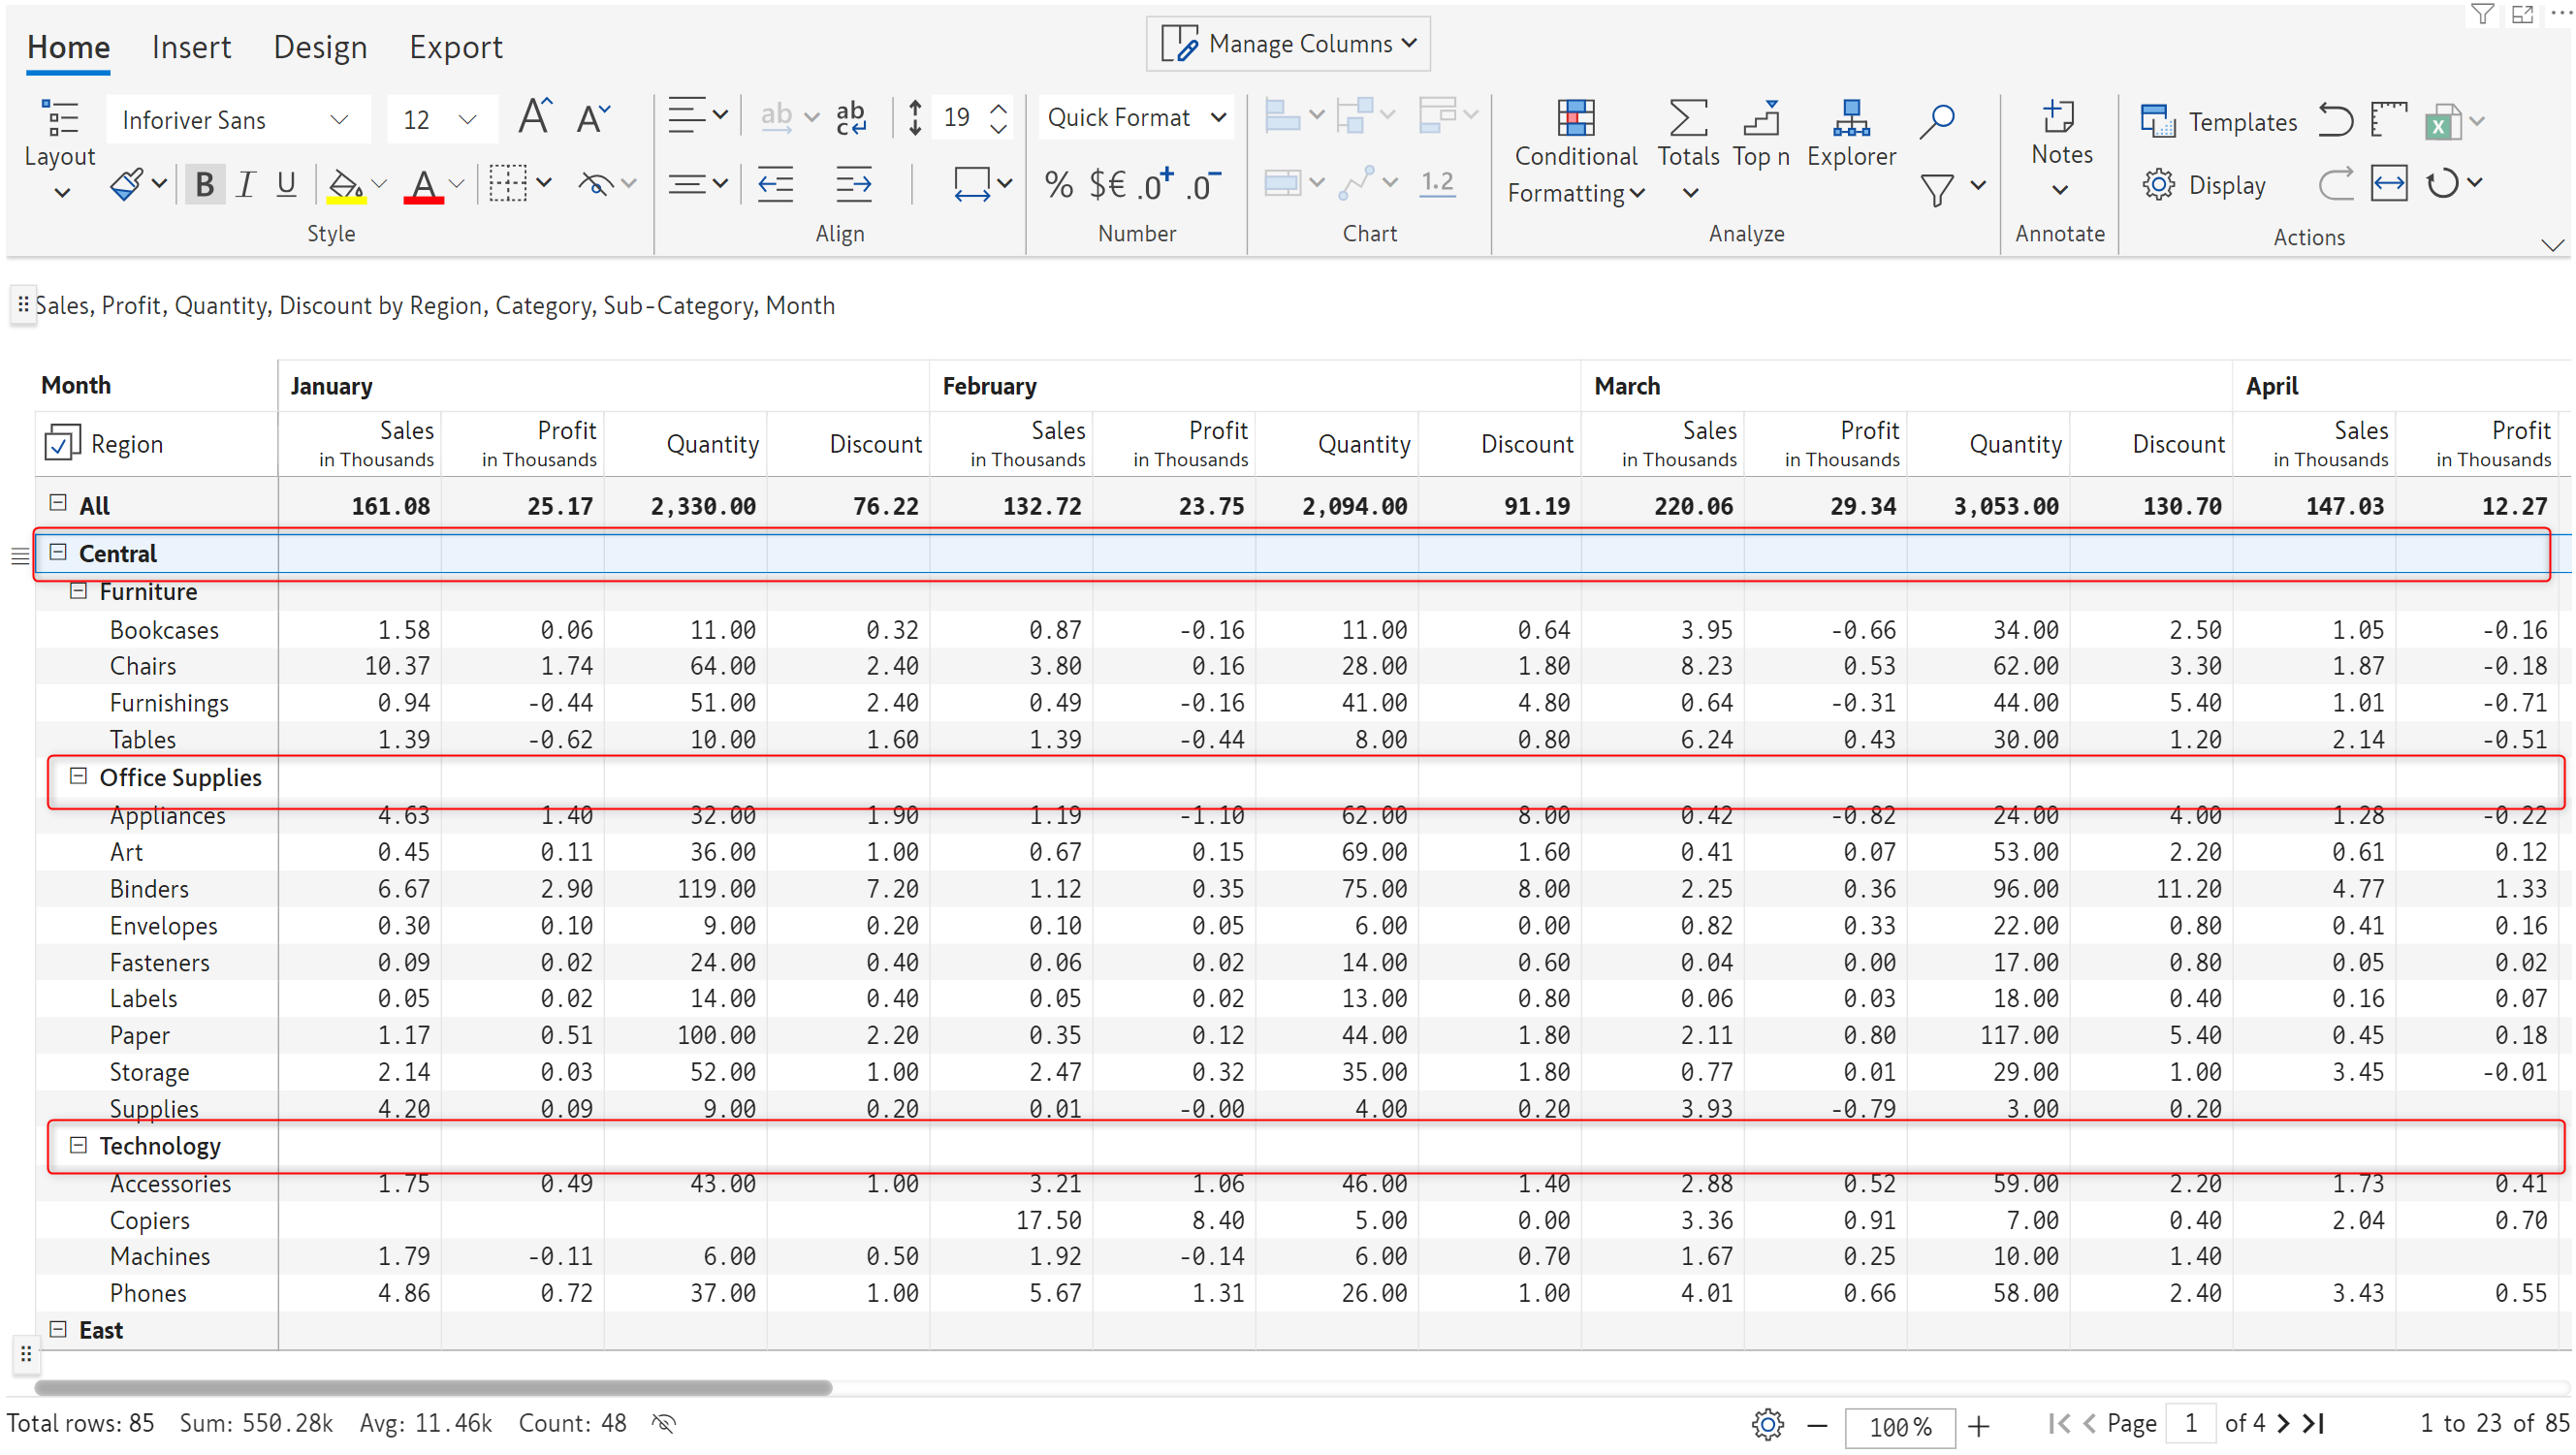 Home Insert Design Export Manage Columns
Inforiver Sans 12 19 Quick Format Templates
Layout Conditional Formatting Totals Top n Explorer Notes
B I U % $€ .0+ .0- 1.2 Display
Style Align Number Chart Analyze Annotate Actions
Sales, Profit, Quantity, Discount by Region, Category, Sub-Category, Month
Month January February March April
Region Sales in Thousands Profit in Thousands Quantity Discount Sales in Thousands Profit in Thousands Quantity Discount Sales in Thousands Profit in Thousands Quantity Discount Sales in Thousands Profit in Thousands
All 161.08 25.17 2,330.00 76.22 132.72 23.75 2,094.00 91.19 220.06 29.34 3,053.00 130.70 147.03 12.27
Central
Furniture
Bookcases 1.58 0.06 11.00 0.32 0.87 -0.16 11.00 0.64 3.95 -0.66 34.00 2.50 1.05 -0.16
Chairs 10.37 1.74 64.00 2.40 3.80 0.16 28.00 1.80 8.23 0.53 62.00 3.30 1.87 -0.18
Furnishings 0.94 -0.44 51.00 2.40 0.49 -0.16 41.00 4.80 0.64 -0.31 44.00 5.40 1.01 -0.71
Tables 1.39 -0.62 10.00 1.60 1.39 -0.44 8.00 0.80 6.24 0.43 30.00 1.20 2.14 -0.51
Office Supplies
Appliances 4.63 1.40 32.00 1.90 1.19 -1.10 62.00 8.00 0.42 -0.82 24.00 4.00 1.28 -0.22
Art 0.45 0.11 36.00 1.00 0.67 0.15 69.00 1.60 0.41 0.07 53.00 2.20 0.61 0.12
Binders 6.67 2.90 119.00 7.20 1.12 0.35 75.00 8.00 2.25 0.36 96.00 11.20 4.77 1.33
Envelopes 0.30 0.10 9.00 0.20 0.10 0.05 6.00 0.00 0.82 0.33 22.00 0.80 0.41 0.16
Fasteners 0.09 0.02 24.00 0.40 0.06 0.02 14.00 0.60 0.04 0.00 17.00 0.80 0.05 0.02
Labels 0.05 0.02 14.00 0.40 0.05 0.02 13.00 0.80 0.06 0.03 18.00 0.40 0.16 0.07
Paper 1.17 0.51 100.00 2.20 0.35 0.12 44.00 1.80 2.11 0.80 117.00 5.40 0.45 0.18
Storage 2.14 0.03 52.00 1.00 2.47 0.32 35.00 1.80 0.77 0.01 29.00 1.00 3.45 -0.01
Supplies 4.20 0.09 9.00 0.20 0.01 -0.00 4.00 0.20 3.93 -0.79 3.00 0.20
Technology
Accessories 1.75 0.49 43.00 1.00 3.21 1.06 46.00 1.40 2.88 0.52 59.00 2.20 1.73 0.41
Copiers 17.50 8.40 5.00 0.00 3.36 0.91 7.00 0.40 2.04 0.70
Machines 1.79 -0.11 6.00 0.50 1.92 -0.14 6.00 0.70 1.67 0.25 10.00 1.40
Phones 4.86 0.72 37.00 1.00 5.67 1.31 26.00 1.00 4.01 0.66 58.00 2.40 3.43 0.55
East
Total rows: 85 Sum: 550.28k Avg: 11.46k Count: 48 100% Page 1 of 4 1 to 23 of 85